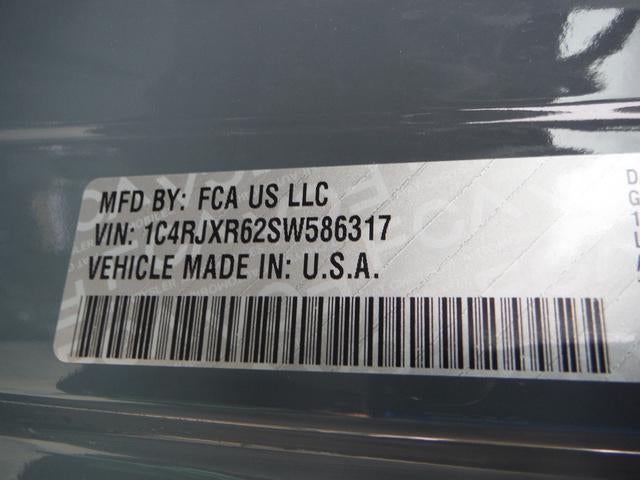 MFD BY: FCA US LLC
VIN: 1C4RJXR62SW586317
VEHICLE MADE IN: U.S.A.